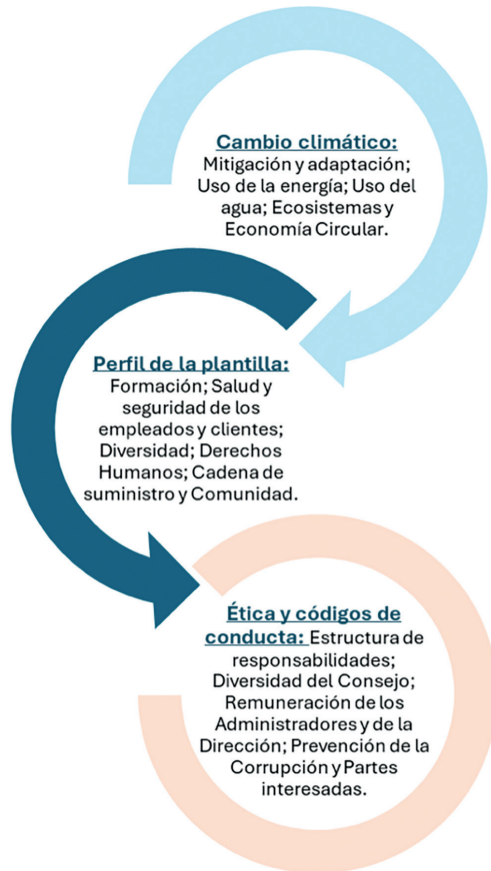 Cambio climático:
Mitigación y adaptación;
Uso de la energía; Uso del
agua; Ecosistemas y
Economía Circular.
Perfil de la plantilla:
Formación; Salud y
seguridad de los
empleados y clientes;
Diversidad; Derechos
Humanos; Cadena de
suministro y Comunidad.
Ética y códigos de
conducta: Estructura de
responsabilidades;
Diversidad del Consejo;
Remuneración de los
Administradores y de la
Dirección; Prevención de la
Corrupción y Partes
interesadas.